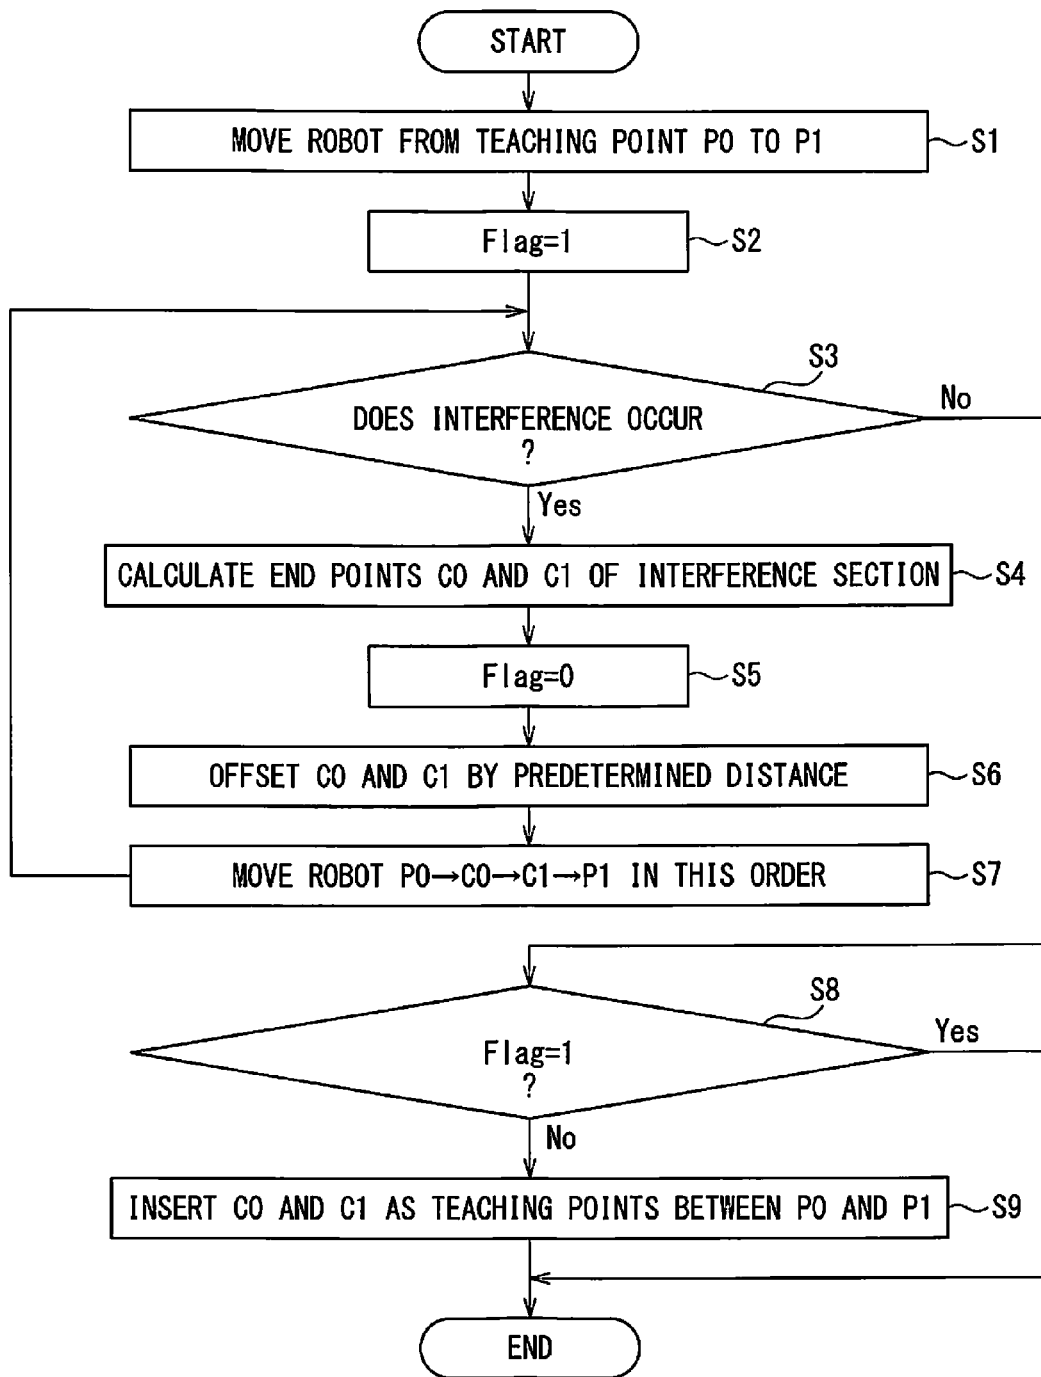 START
MOVE ROBOT FROM TEACHING POINT P0 TO P1
S1
Flag=1
S2
S3
DOES INTERFERENCE OCCUR
?
No
Yes
CALCULATE END POINTS C0 AND C1 OF INTERFERENCE SECTION
S4
Flag=0
S5
OFFSET C0 AND C1 BY PREDETERMINED DISTANCE
S6
MOVE ROBOT P0→C0→C1→P1 IN THIS ORDER
S7
S8
Flag=1
?
Yes
No
INSERT C0 AND C1 AS TEACHING POINTS BETWEEN P0 AND P1
S9
END